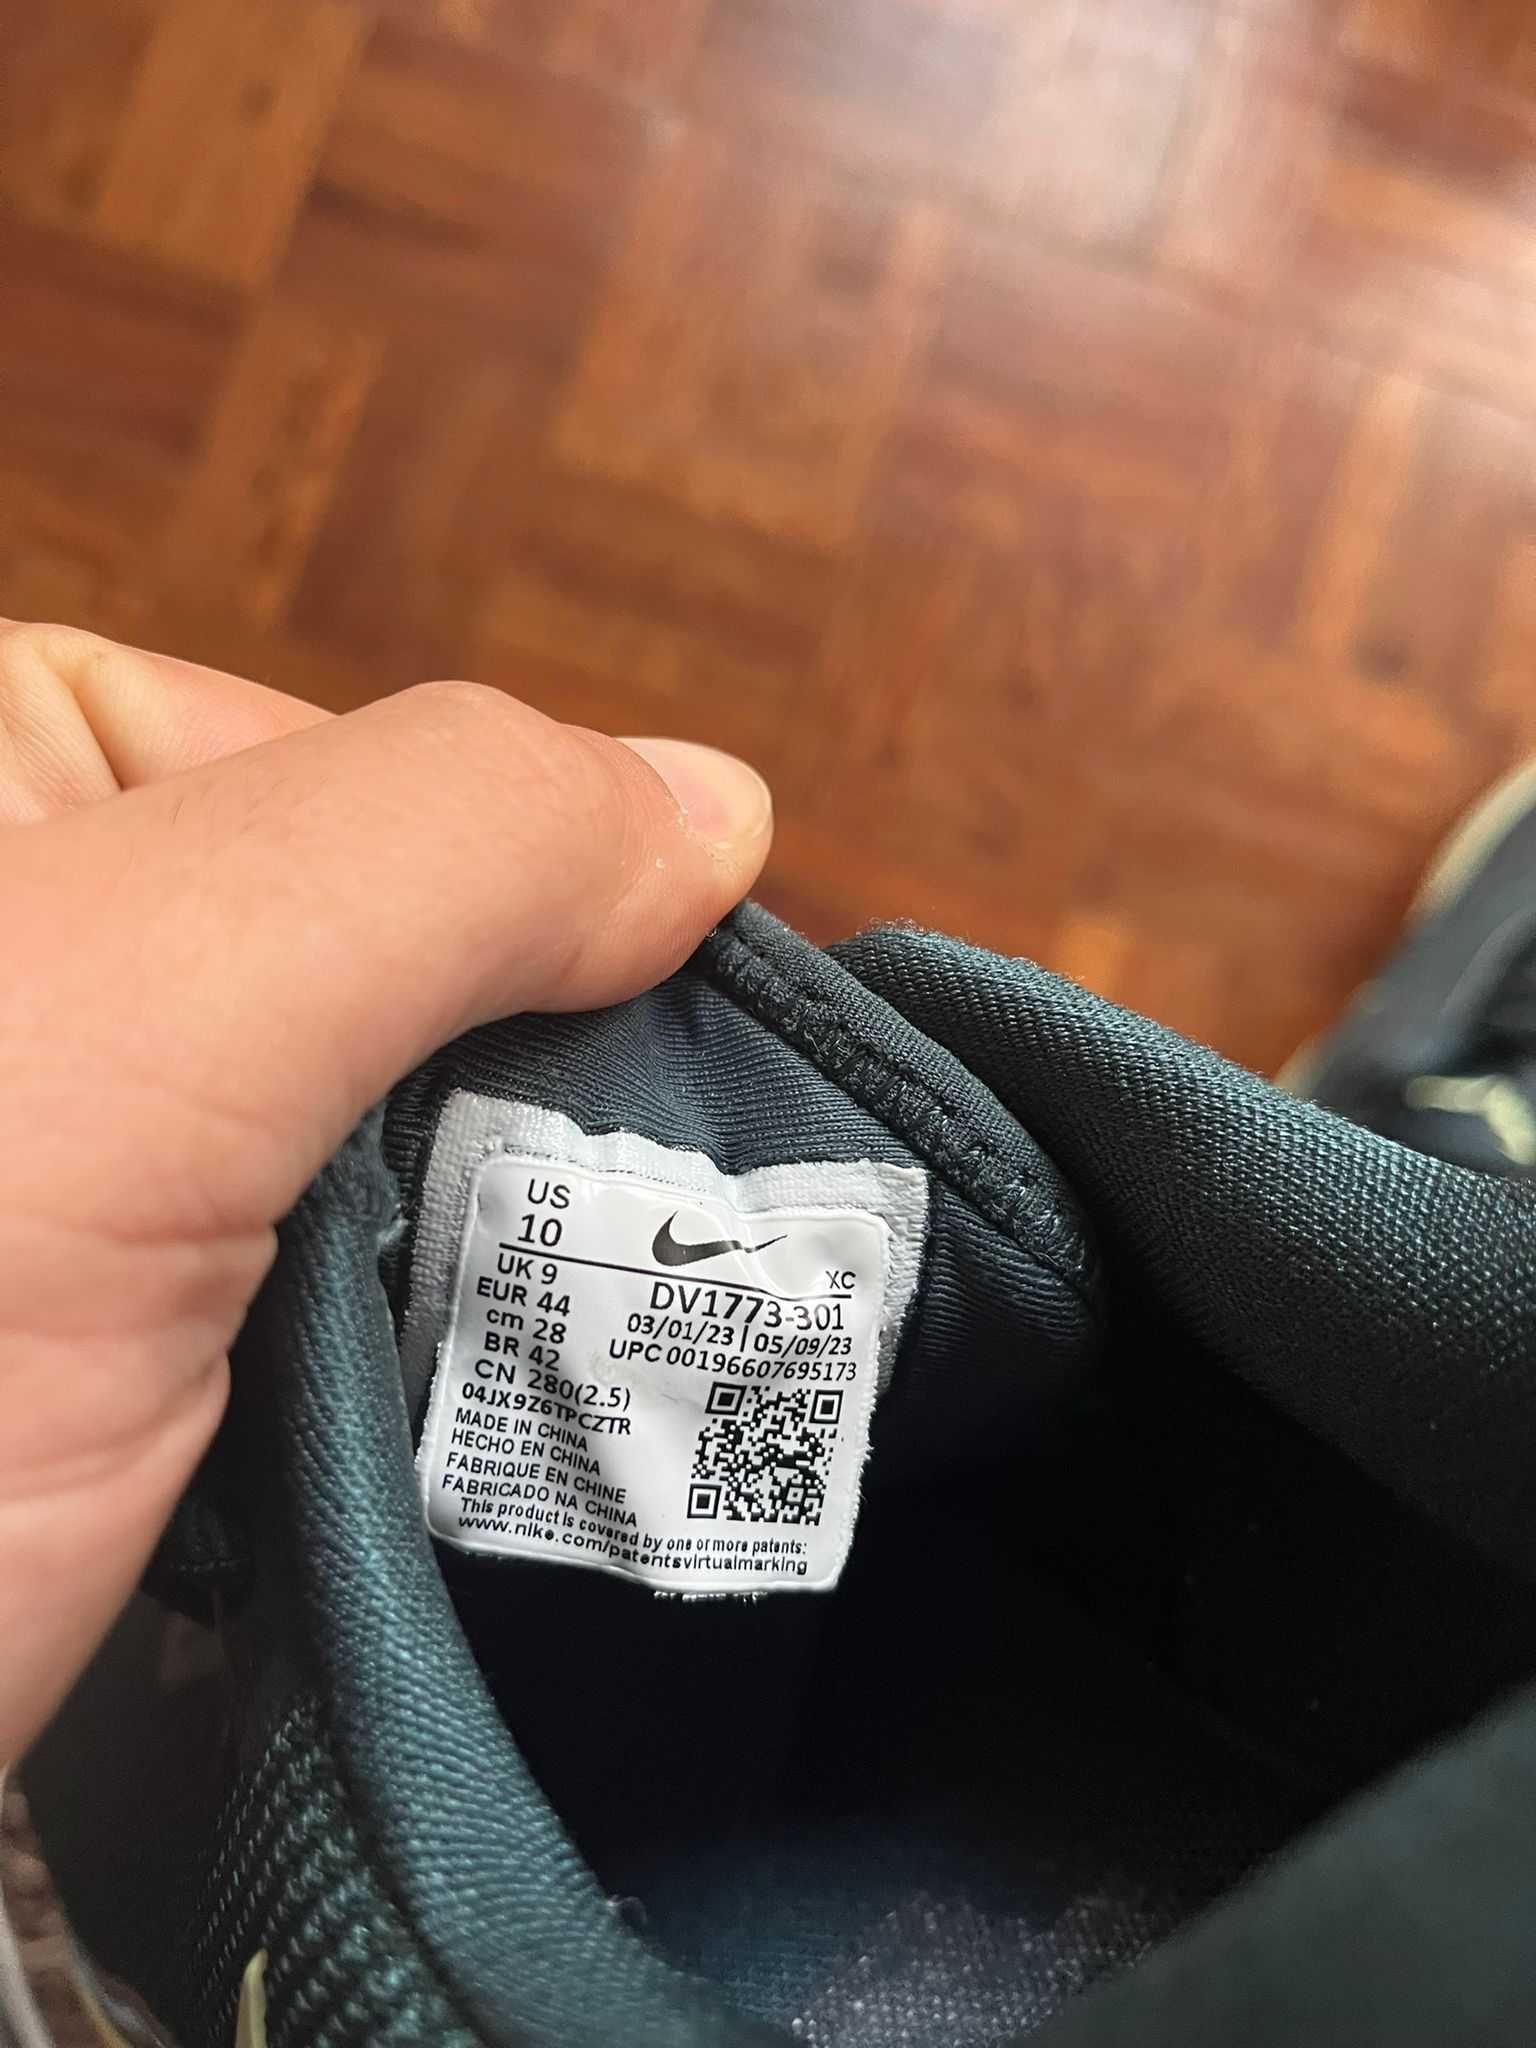 US
10
XC
UK 9
EUR 44
cm 28
BR 42
CN 280(2.5)
DV1773-301
03/01/23 | 05/09/23
UPC 00196607695173
04JX9Z6TPCZTR
MADE IN CHINA
HECHO EN CHINA
FABRIQUE EN CHINE
FABRICADO NA CHINA
This product is covered by one or more patents:
www.nike.com/patentsvirtualmarking